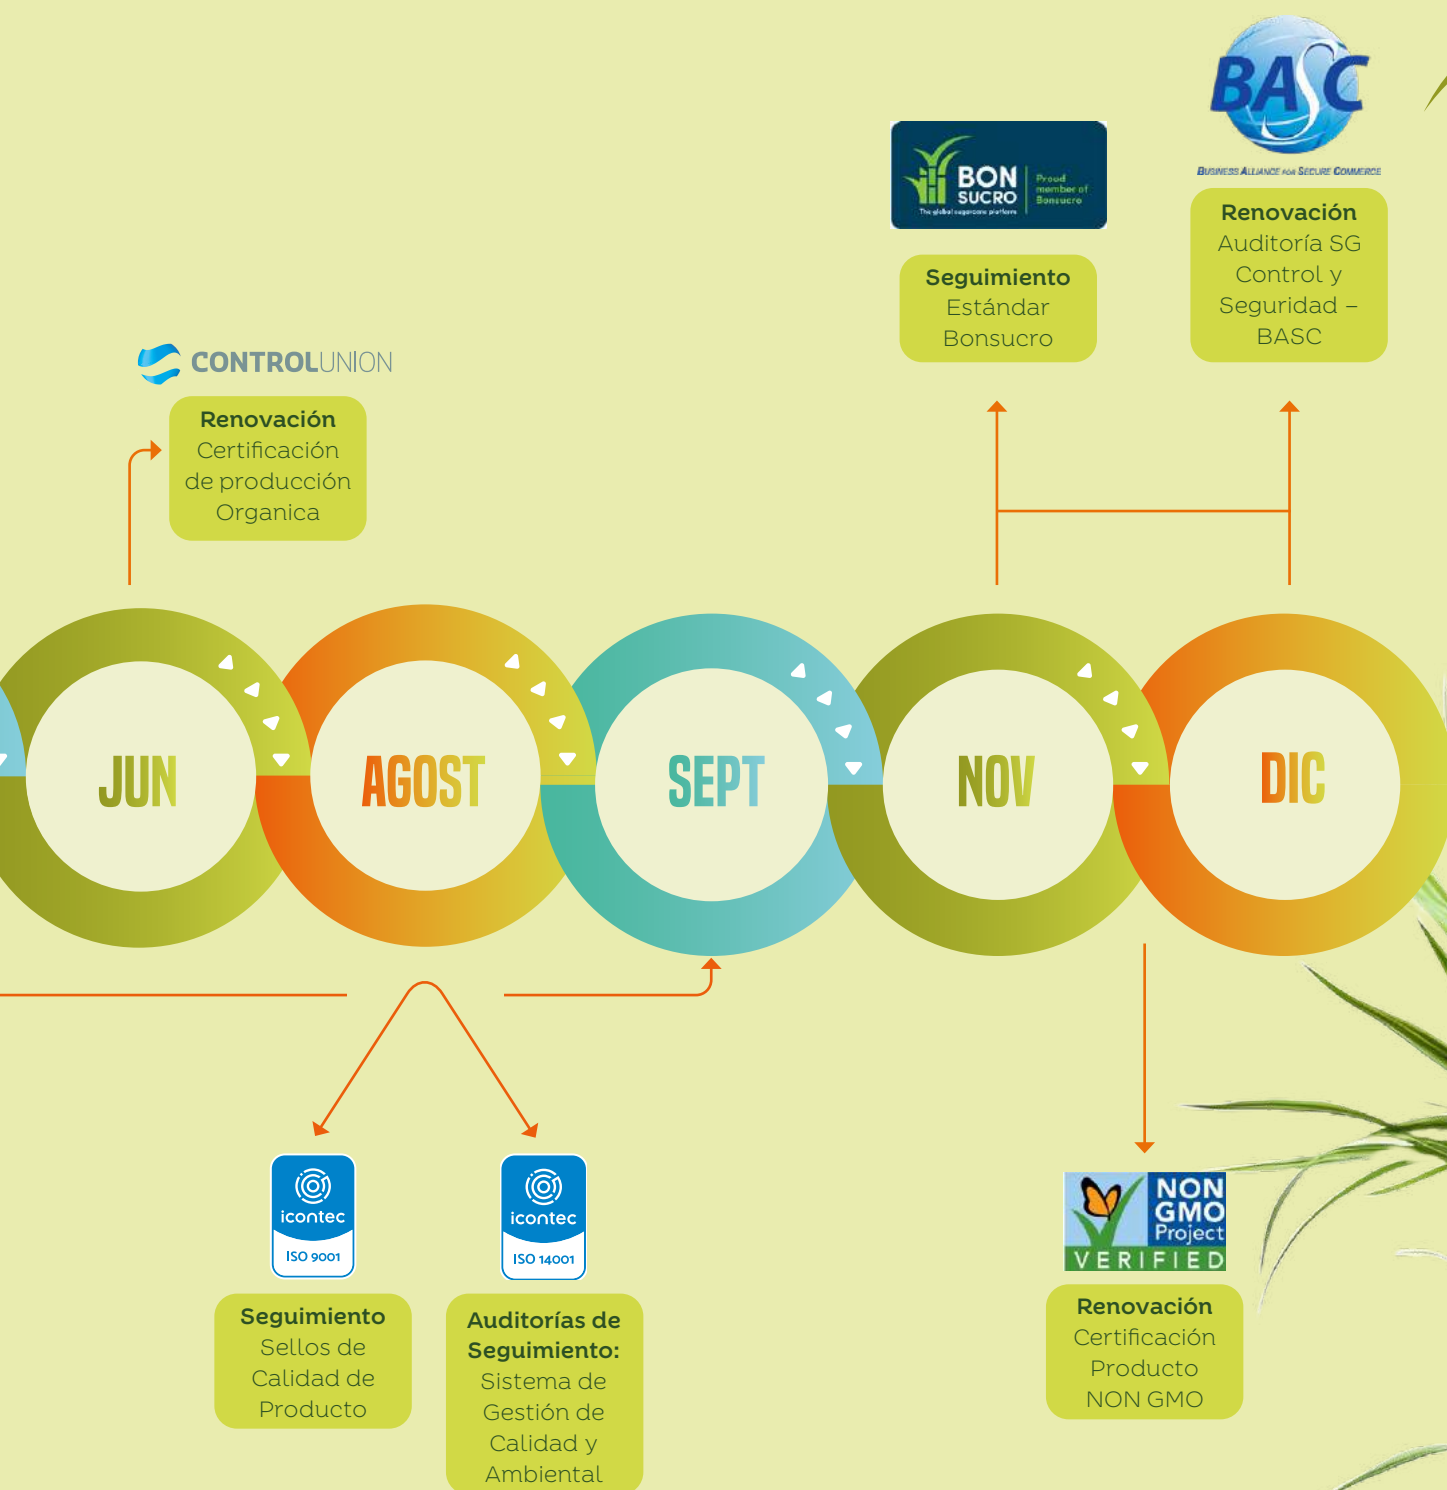 BASC
BUSINESS ALLIANCE FOR SECURE COMMERCE
BON
SUCRO
The global sugarcane platform
Proud
member of
Bonsucro
Renovación
Auditoría SG
Control y
Seguridad –
BASC
Seguimiento
Estándar
Bonsucro
CONTROLUNION
Renovación
Certificación
de producción
Organica
JUN
AGOST
SEPT
NOV
DIC
icontec
ISO 9001
Seguimiento
Sellos de
Calidad de
Producto
icontec
ISO 14001
Auditorías de
Seguimiento:
Sistema de
Gestión de
Calidad y
Ambiental
NON
GMO
Project
VERIFIED
Renovación
Certificación
Producto
NON GMO